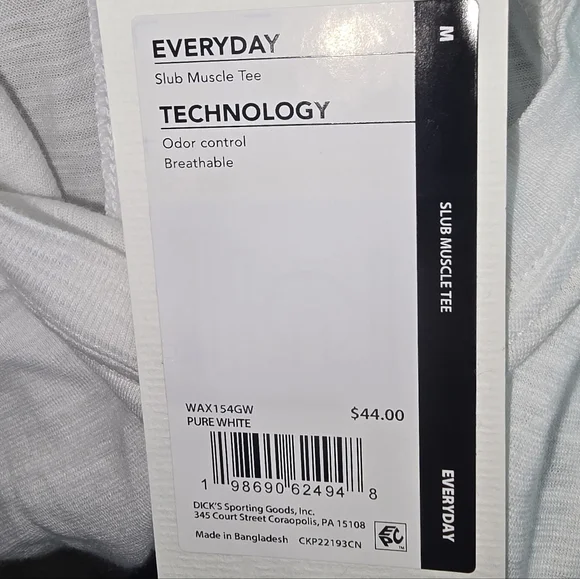 EVERYDAY
Slub Muscle Tee
TECHNOLOGY
Odor control
Breathable
WAX154GW
$44.00
PURE WHITE
1 98690 62494 8
DICK'S Sporting Goods, Inc.
345 Court Street Coraopolis, PA 15108
Made in Bangladesh CKP22193CN
EPC™
M
SLUB MUSCLE TEE
EVERYDAY